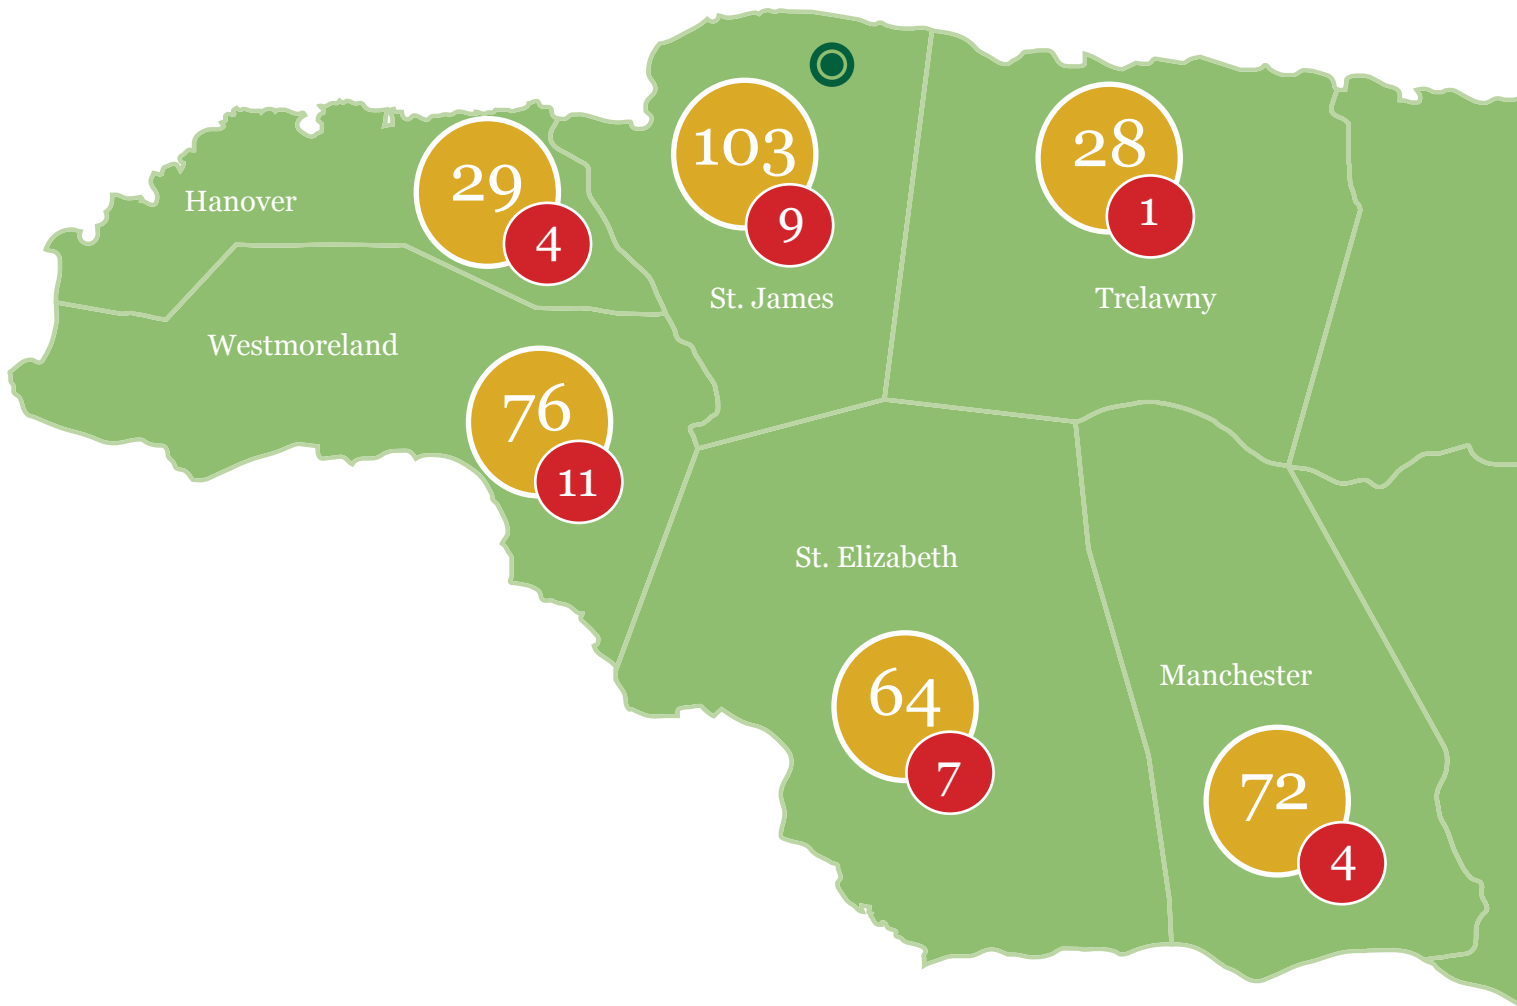 103
28
29
Hanover
9
1
4
St. James
Trelawny
Westmoreland
76
11
St. Elizabeth
64
Manchester
7
72
4